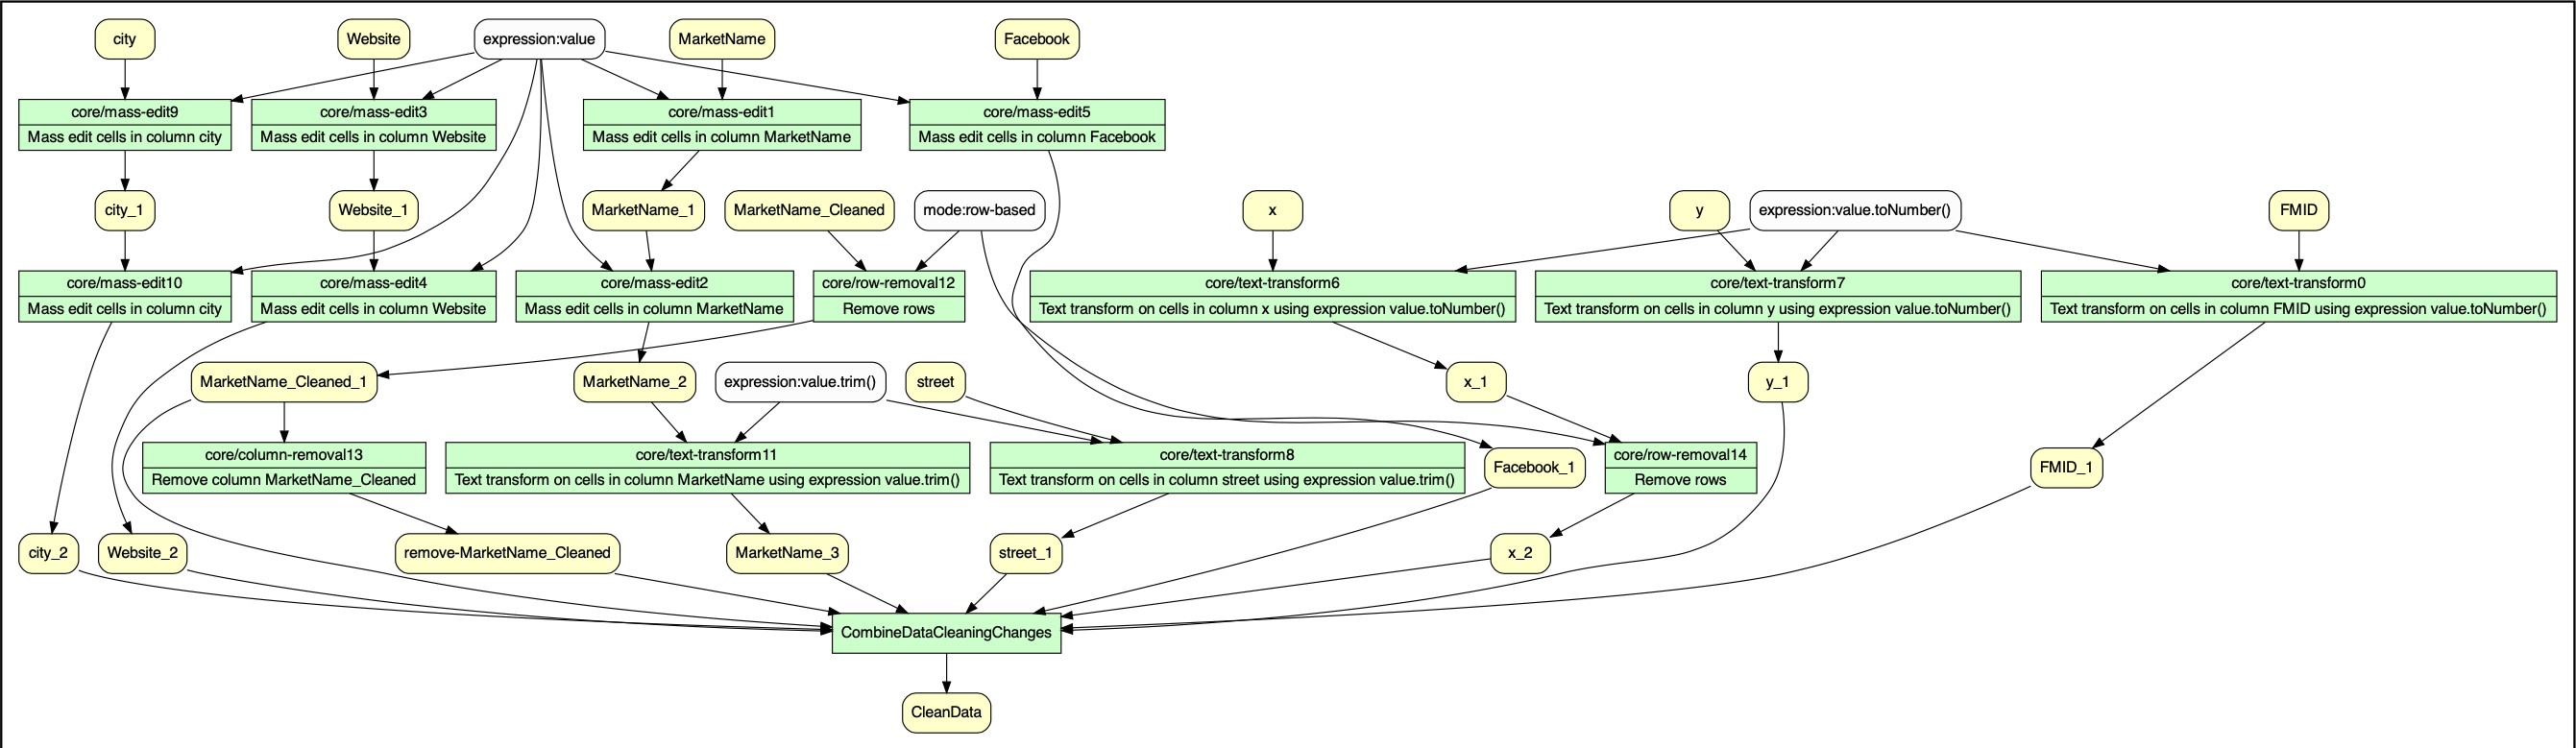 city
Website
expression:value
MarketName
Facebook
core/mass-edit9
Mass edit cells in column city
core/mass-edit3
Mass edit cells in column Website
core/mass-edit1
Mass edit cells in column MarketName
core/mass-edit5
Mass edit cells in column Facebook
city_1
Website_1
MarketName_1
MarketName_Cleaned
mode:row-based
x
y
expression:value.toNumber()
FMID
core/mass-edit10
Mass edit cells in column city
core/mass-edit4
Mass edit cells in column Website
core/mass-edit2
Mass edit cells in column MarketName
core/row-removal12
Remove rows
core/text-transform6
Text transform on cells in column x using expression value.toNumber()
core/text-transform7
Text transform on cells in column y using expression value.toNumber()
core/text-transform0
Text transform on cells in column FMID using expression value.toNumber()
MarketName_Cleaned_1
MarketName_2
expression:value.trim()
street
x_1
y_1
core/column-removal13
Remove column MarketName_Cleaned
core/text-transform11
Text transform on cells in column MarketName using expression value.trim()
core/text-transform8
Text transform on cells in column street using expression value.trim()
Facebook_1
core/row-removal14
Remove rows
FMID_1
city_2
Website_2
remove-MarketName_Cleaned
MarketName_3
street_1
x_2
CombineDataCleaningChanges
CleanData